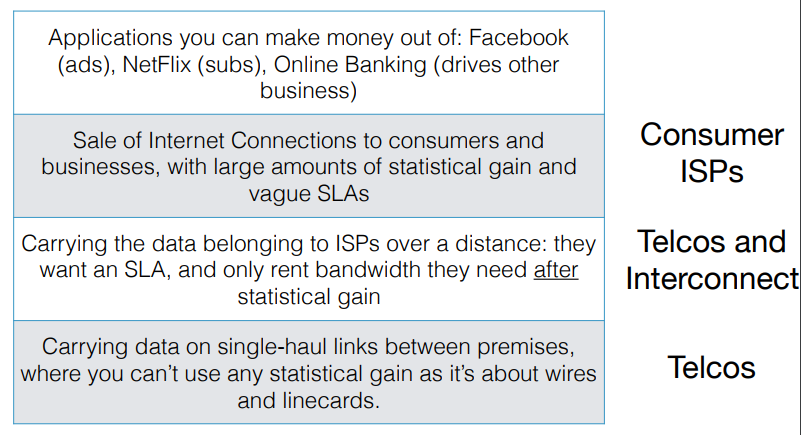 Applications you can make money out of: Facebook
(ads), NetFlix (subs), Online Banking (drives other
business)
Sale of Internet Connections to consumers and
businesses, with large amounts of statistical gain and
vague SLAs
Consumer
ISPs
Carrying the data belonging to ISPs over a distance: they
want an SLA, and only rent bandwidth they need after
statistical gain
Telcos and
Interconnect
Carrying data on single-haul links between premises,
where you can't use any statistical gain as it's about wires
and linecards.
Telcos